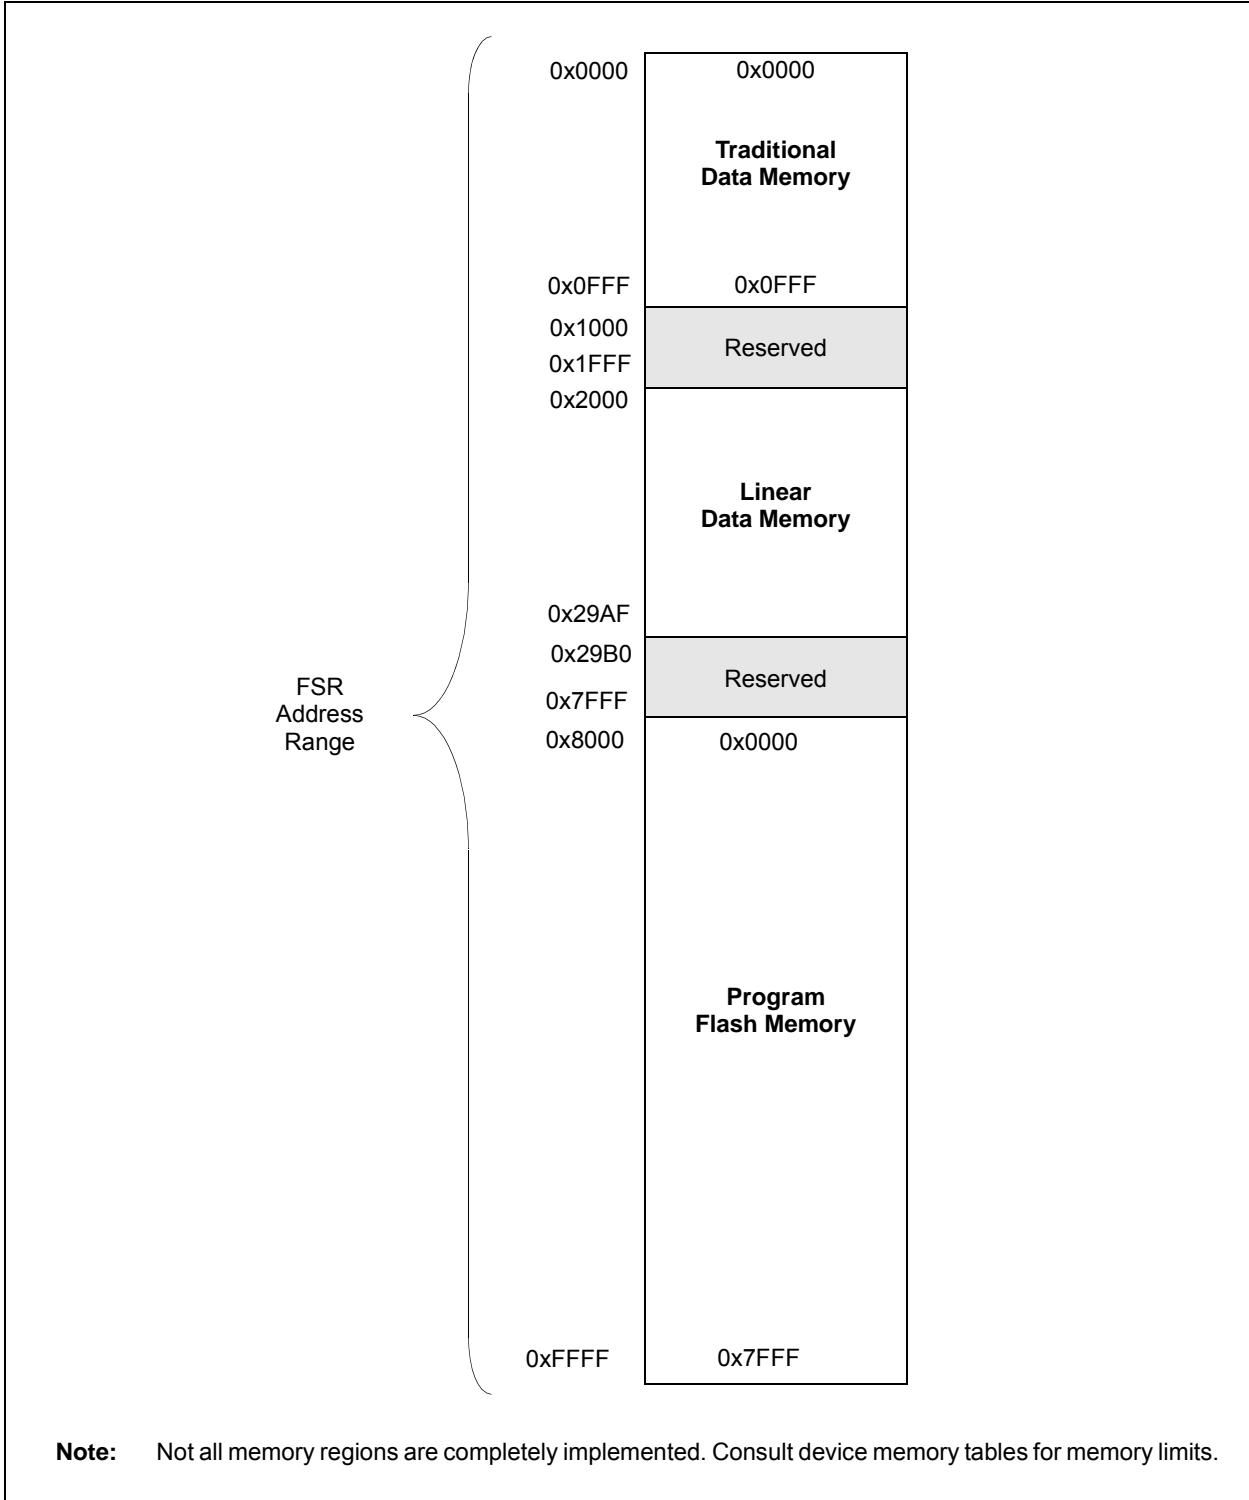 0x0000 0x0000
Traditional
Data Memory
0x0FFF 0x0FFF
0x1000
Reserved
0x1FFF
0x2000
Linear
Data Memory
0x29AF
0x29B0
Reserved
0x7FFF
FSR
Address
Range
0x8000 0x0000
Program
Flash Memory
0xFFFF 0x7FFF
Note: Not all memory regions are completely implemented. Consult device memory tables for memory limits.